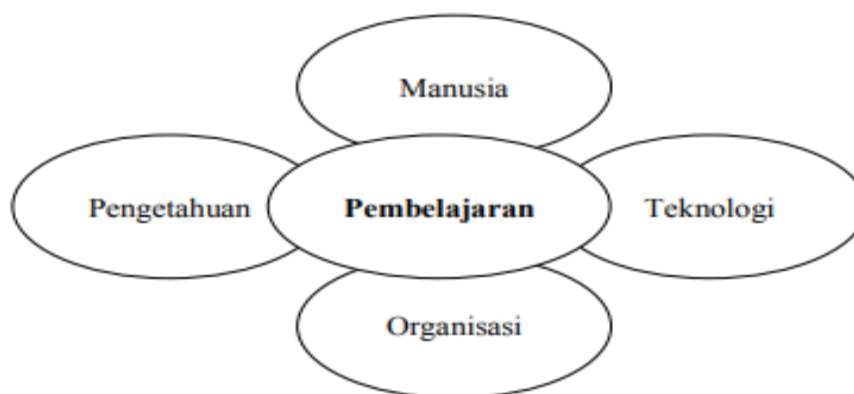 Manusia
Pengetahuan
Pembelajaran
Teknologi
Organisasi